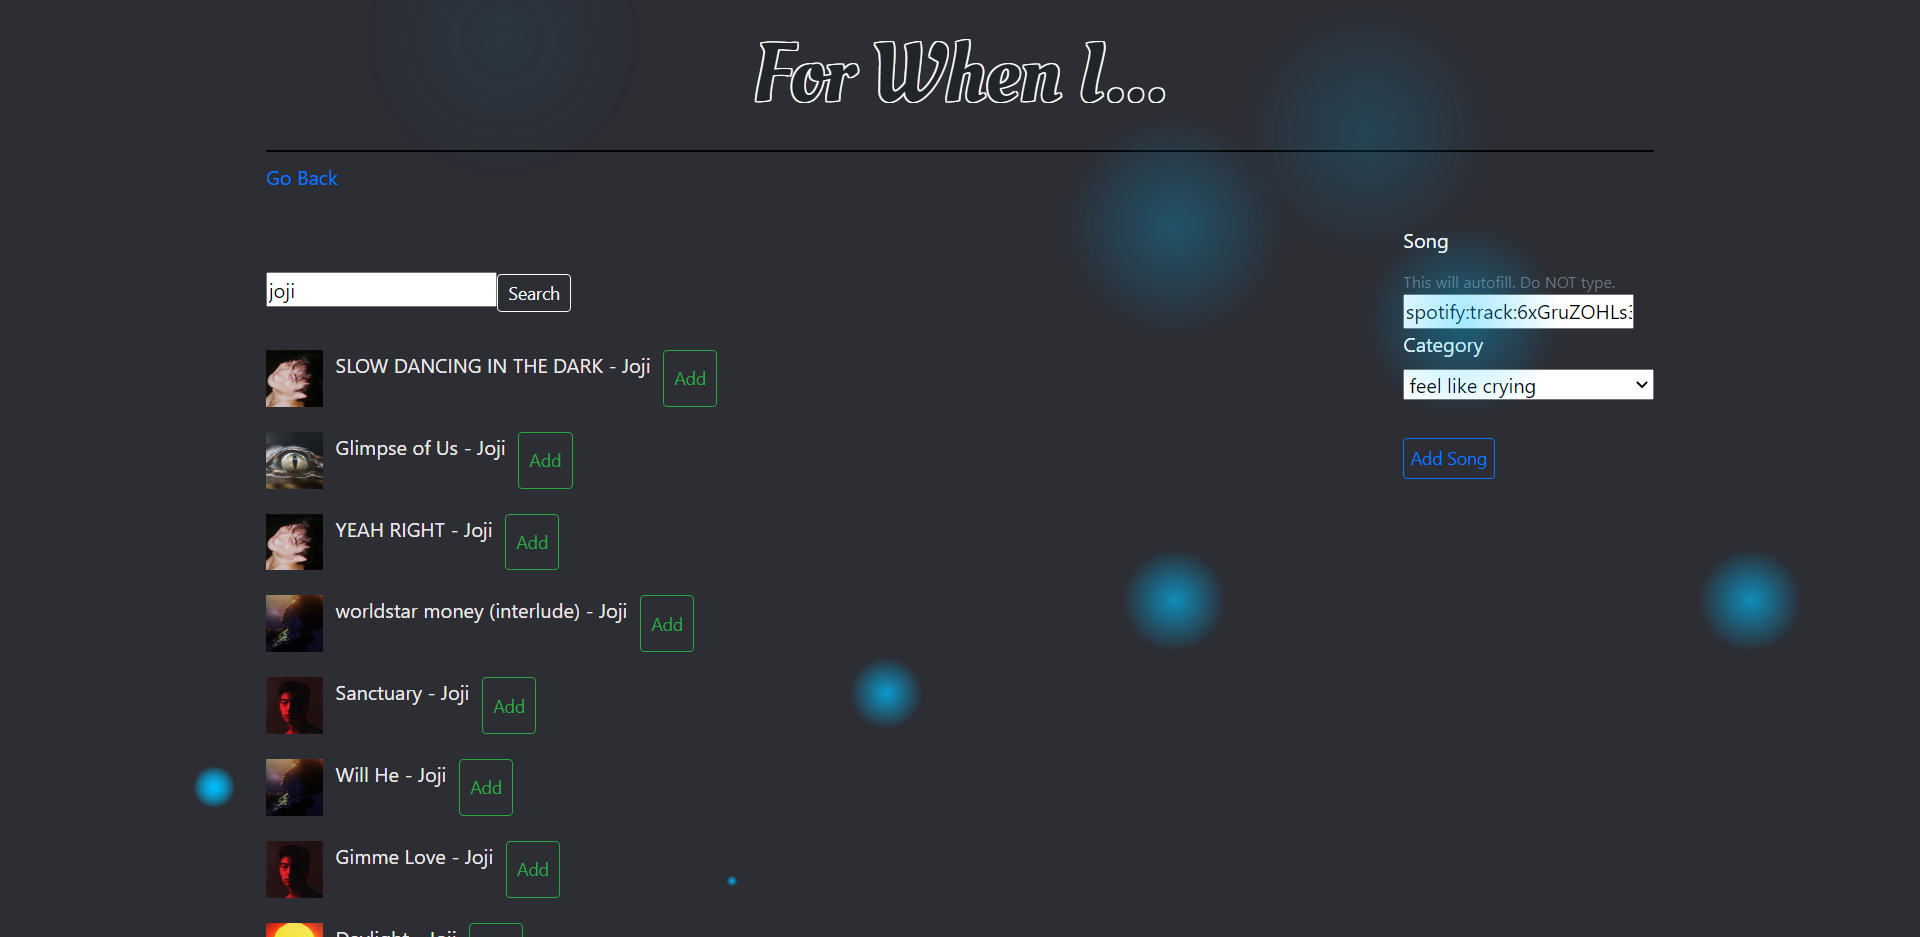 For When I...
Go Back
joji
Search
SLOW DANCING IN THE DARK - Joji
Add
Glimpse of Us - Joji
Add
YEAH RIGHT - Joji
Add
worldstar money (interlude) - Joji
Add
Sanctuary - Joji
Add
Will He - Joji
Add
Gimme Love - Joji
Add
Daylight - Joji
Song
This will autofill. Do NOT type.
spotify:track:6xGruZOHLs
Category
feel like crying
Add Song